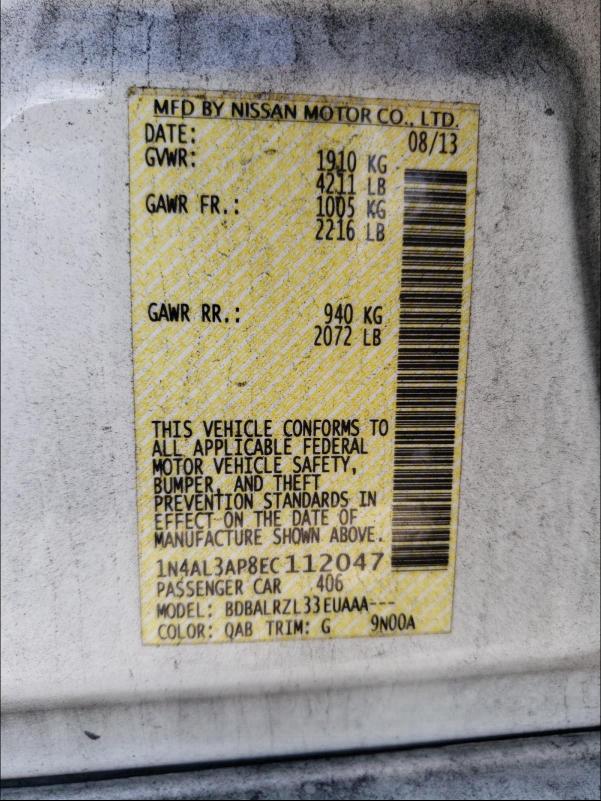 MFD BY NISSAN MOTOR CO., LTD.
DATE: 08/13
GVWR: 1910 KG
4211 LB
GAWR FR.: 1005 KG
2216 LB
GAWR RR.: 940 KG
2072 LB
THIS VEHICLE CONFORMS TO
ALL APPLICABLE FEDERAL
MOTOR VEHICLE SAFETY,
BUMPER, AND THEFT
PREVENTION STANDARDS IN
EFFECT ON THE DATE OF
MANUFACTURE SHOWN ABOVE.
1N4AL3AP8EC112047
PASSENGER CAR 406
MODEL: BDBALRZL33EUAAA---
COLOR: QAB TRIM: G 9N00A